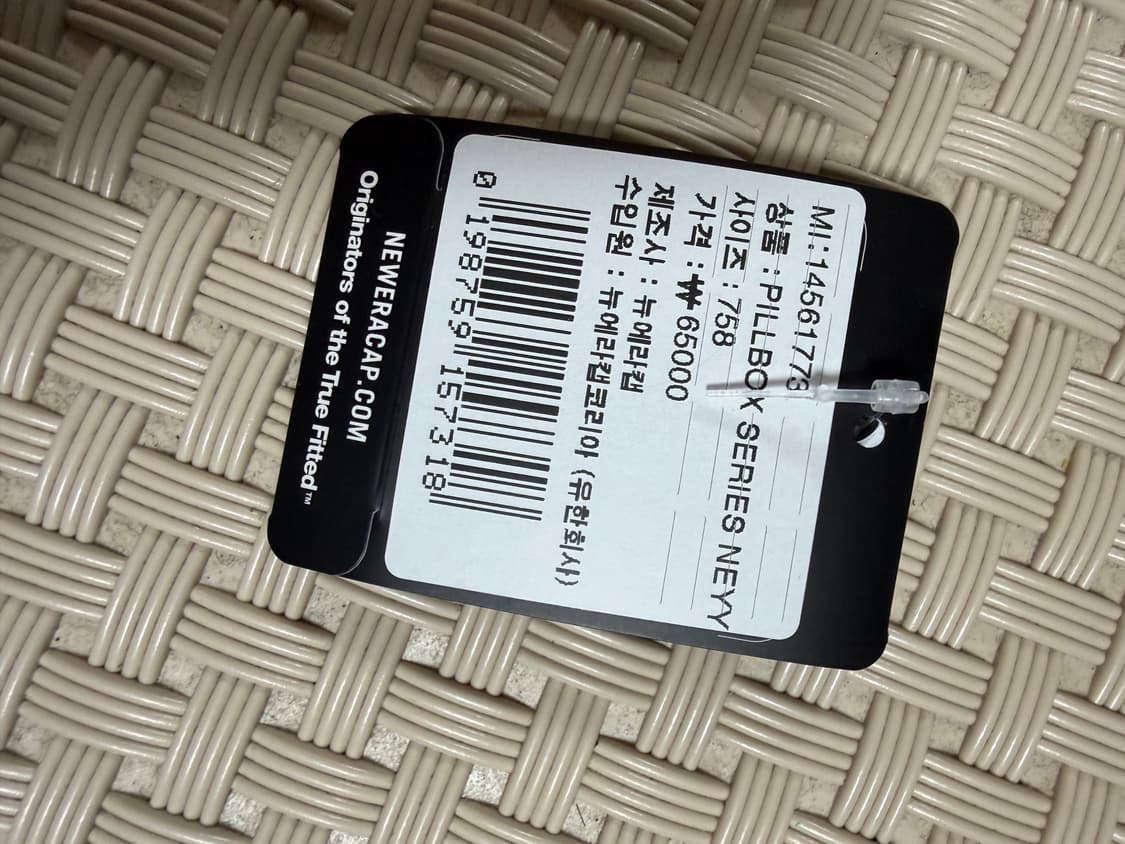 M:14561773
상품 :PILLBOX SERIES NEYY
사이즈 : 758
가격 : ₩ 65000
제조사 : 뉴에라캡
수입원 : 뉴에라캡코리아 (유한회사)
0 198759 157318
NEWERACAP.COM
Originators of the True Fitted™